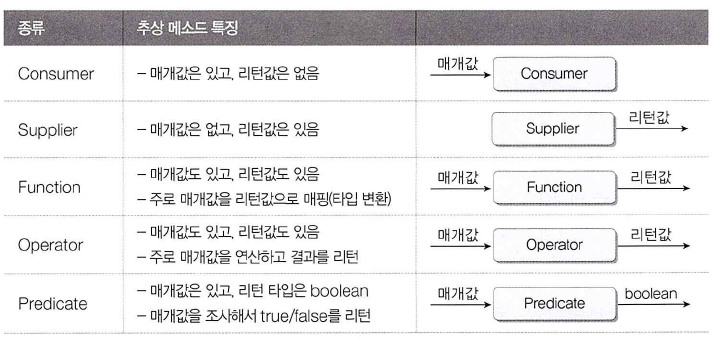 종류 추상 메소드 특징
Consumer - 매개값은 있고, 리턴값은 없음 매개값 Consumer
Supplier - 매개값은 없고, 리턴값은 있음 Supplier 리턴값
Function - 매개값도 있고, 리턴값도 있음 매개값 Function 리턴값
- 주로 매개값을 리턴값으로 매핑(타입 변환)
Operator - 매개값도 있고, 리턴값도 있음 매개값 Operator 리턴값
- 주로 매개값을 연산하고 결과를 리턴
Predicate - 매개값은 있고, 리턴 타입은 boolean 매개값 Predicate boolean
- 매개값을 조사해서 true/false를 리턴